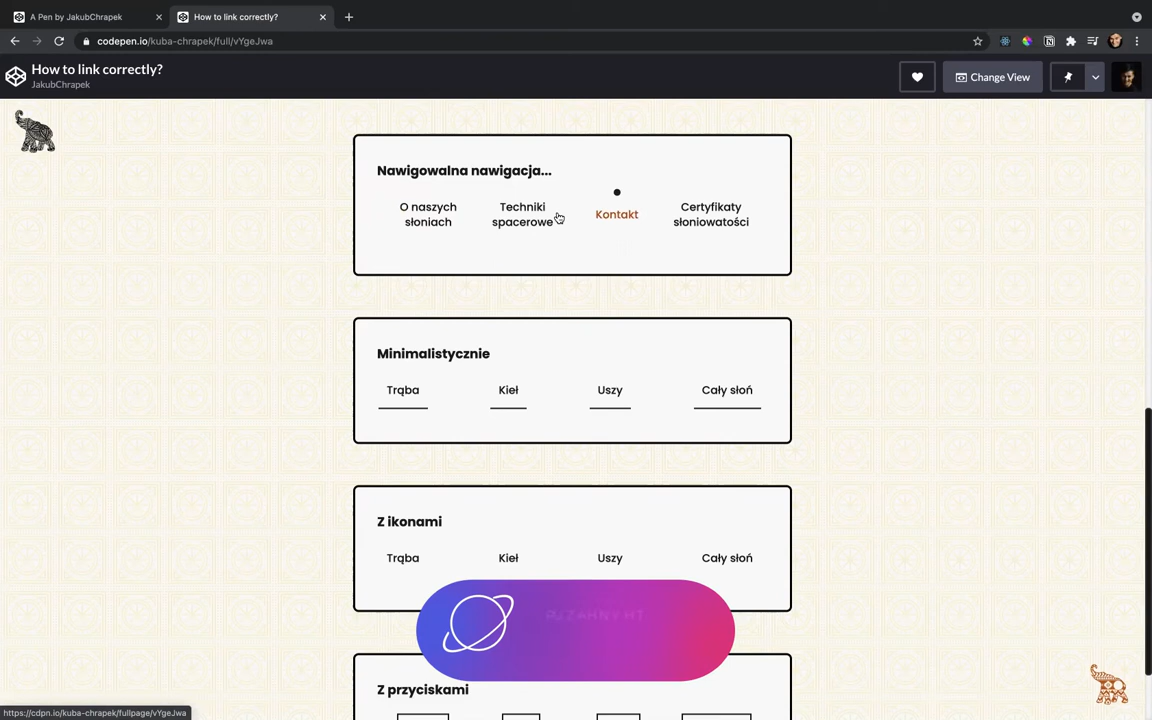 A Pen by JakubChrapek
How to link correctly?
codepen.io/kuba-chrapek/full/vYgeJwa
How to link correctly?
JakubChrapek
Change View
Nawigowalna nawigacja...
O naszych
słoniach
Techniki
spacerowe
Kontakt
Certyfikaty
słoniowatości
Minimalistycznie
Trąba
Kieł
Uszy
Cały słoń
Z ikonami
Trąba
Kieł
Uszy
Cały słoń
Z przyciskami
https://cdpn.io/kuba-chrapek/fullpage/vYgeJwa